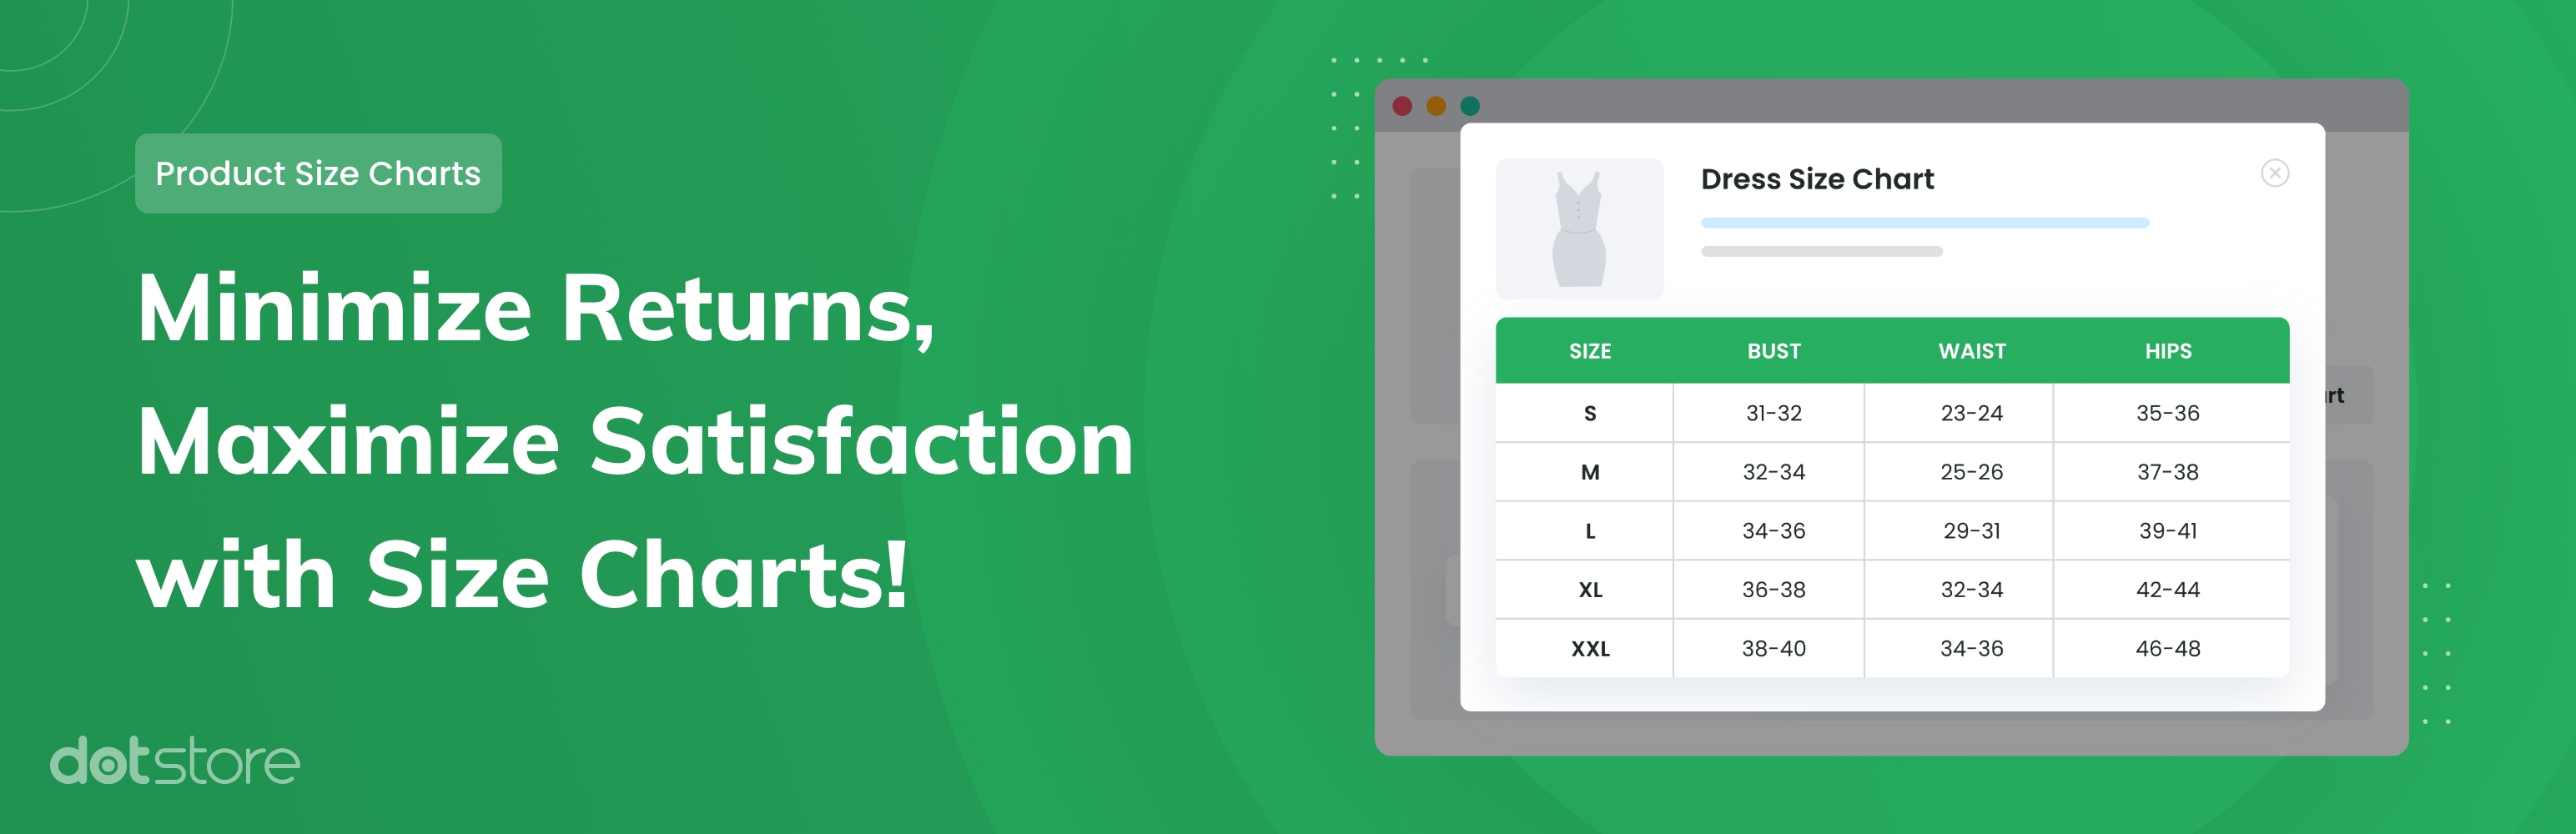 Product Size Charts
Minimize Returns,
Maximize Satisfaction
with Size Charts!
dotstore
Dress Size Chart
SIZE BUST WAIST HIPS
S 31-32 23-24 35-36
M 32-34 25-26 37-38
L 34-36 29-31 39-41
XL 36-38 32-34 42-44
XXL 38-40 34-36 46-48